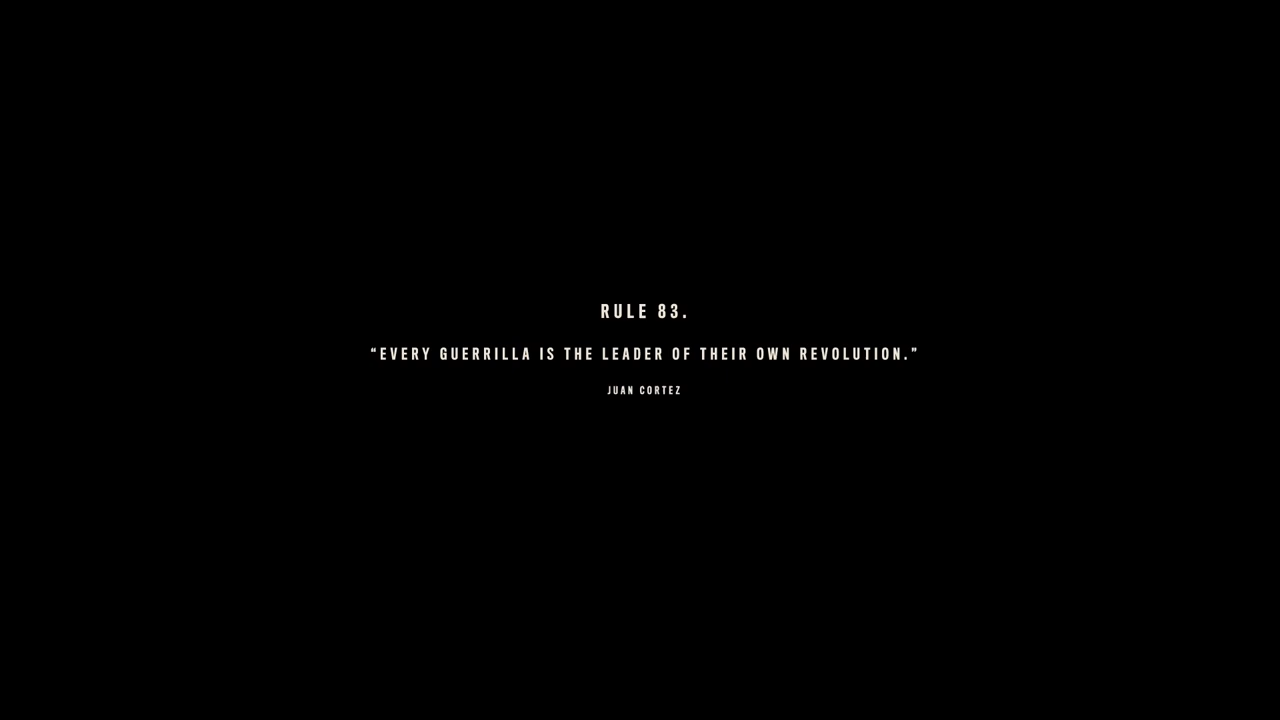 RULE 83.
“EVERY GUERRILLA IS THE LEADER OF THEIR OWN REVOLUTION.”
JUAN CORTEZ